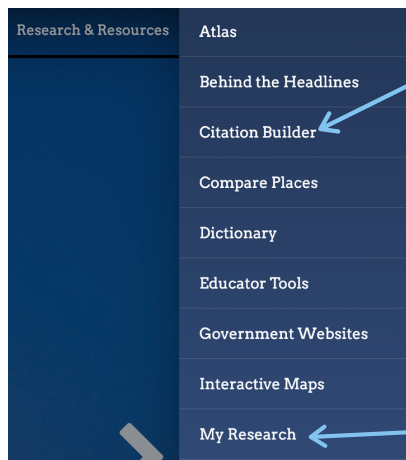 Research & Resources
Atlas
Behind the Headlines
Citation Builder
Compare Places
Dictionary
Educator Tools
Government Websites
Interactive Maps
My Research